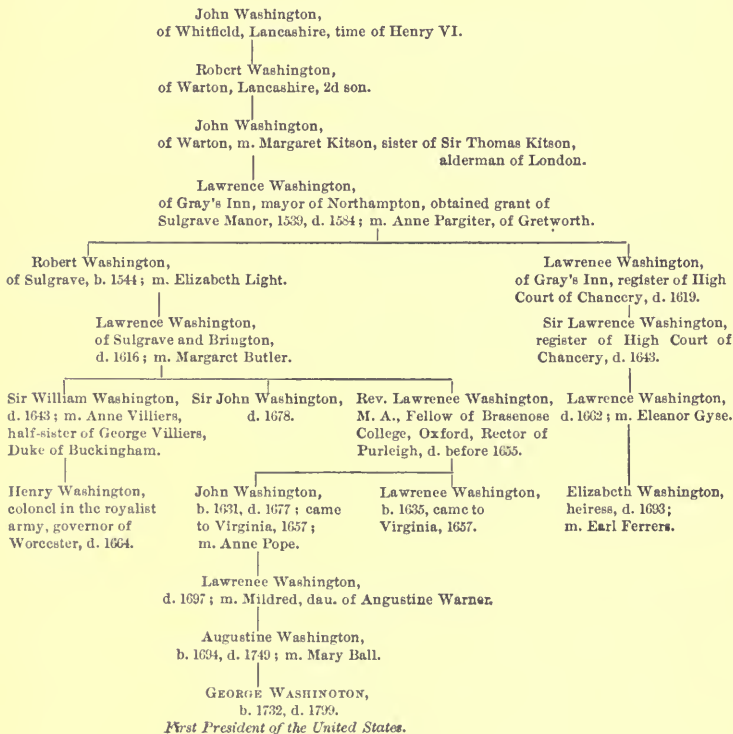 John Washington,
of Whitfield, Lancashire, time of Henry VI.
Robert Washington,
of Warton, Lancashire, 2d son.
John Washington,
of Warton, m. Margaret Kitson, sister of Sir Thomas Kitson,
alderman of London.
Lawrence Washington,
of Gray's Inn, mayor of Northampton, obtained grant of
Sulgrave Manor, 1539, d. 1584; m. Anne Pargiter, of Gretworth.
Robert Washington,
of Sulgrave, b. 1544; m. Elizabeth Light.
Lawrence Washington,
of Gray's Inn, register of High
Court of Chancery, d. 1619.
Lawrence Washington,
of Sulgrave and Brington,
d. 1616; m. Margaret Butler.
Sir Lawrence Washington,
register of High Court of
Chancery, d. 1643.
Sir William Washington,
d. 1643; m. Anne Villiers,
half-sister of George Villiers,
Duke of Buckingham.
Sir John Washington,
d. 1678.
Rev. Lawrence Washington,
M. A., Fellow of Brasenose
College, Oxford, Rector of
Purleigh, d. before 1655.
Lawrence Washington,
d. 1662; m. Eleanor Gyse.
Henry Washington,
colonel in the royalist
army, governor of
Worcester, d. 1664.
John Washington,
b. 1631, d. 1677; came
to Virginia, 1657;
m. Anne Pope.
Lawrence Washington,
b. 1635, came to
Virginia, 1657.
Elizabeth Washington,
heiress, d. 1693;
m. Earl Ferrers.
Lawrence Washington,
d. 1697; m. Mildred, dau. of Augustine Warner.
Augustine Washington,
b. 1694, d. 1749; m. Mary Ball.
GEORGE WASHINGTON,
b. 1732, d. 1799.
First President of the United States.